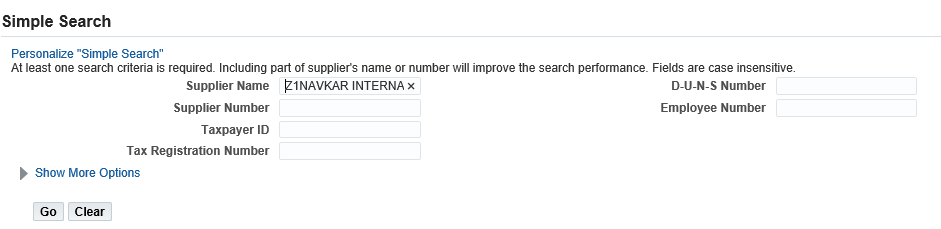 Simple Search
Personalize "Simple Search"
At least one search criteria is required. Including part of supplier's name or number will improve the search performance. Fields are case insensitive.
Supplier Name Z1NAVKAR INTERNA × D-U-N-S Number
Supplier Number Employee Number
Taxpayer ID
Tax Registration Number
Show More Options
Go Clear